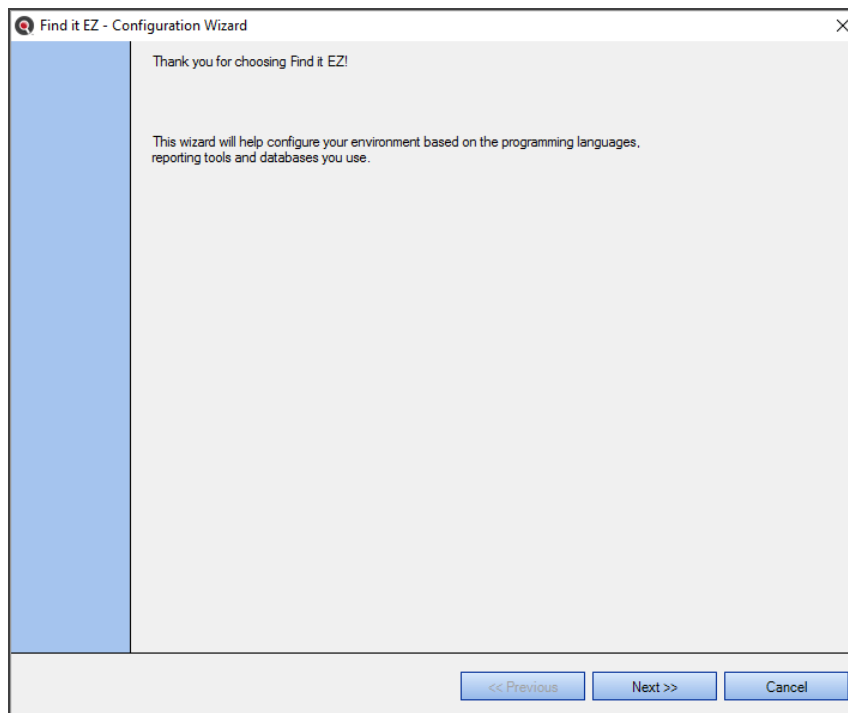 Find it EZ - Configuration Wizard
Thank you for choosing Find it EZ!
This wizard will help configure your environment based on the programming languages,
reporting tools and databases you use.
<< Previous
Next >>
Cancel